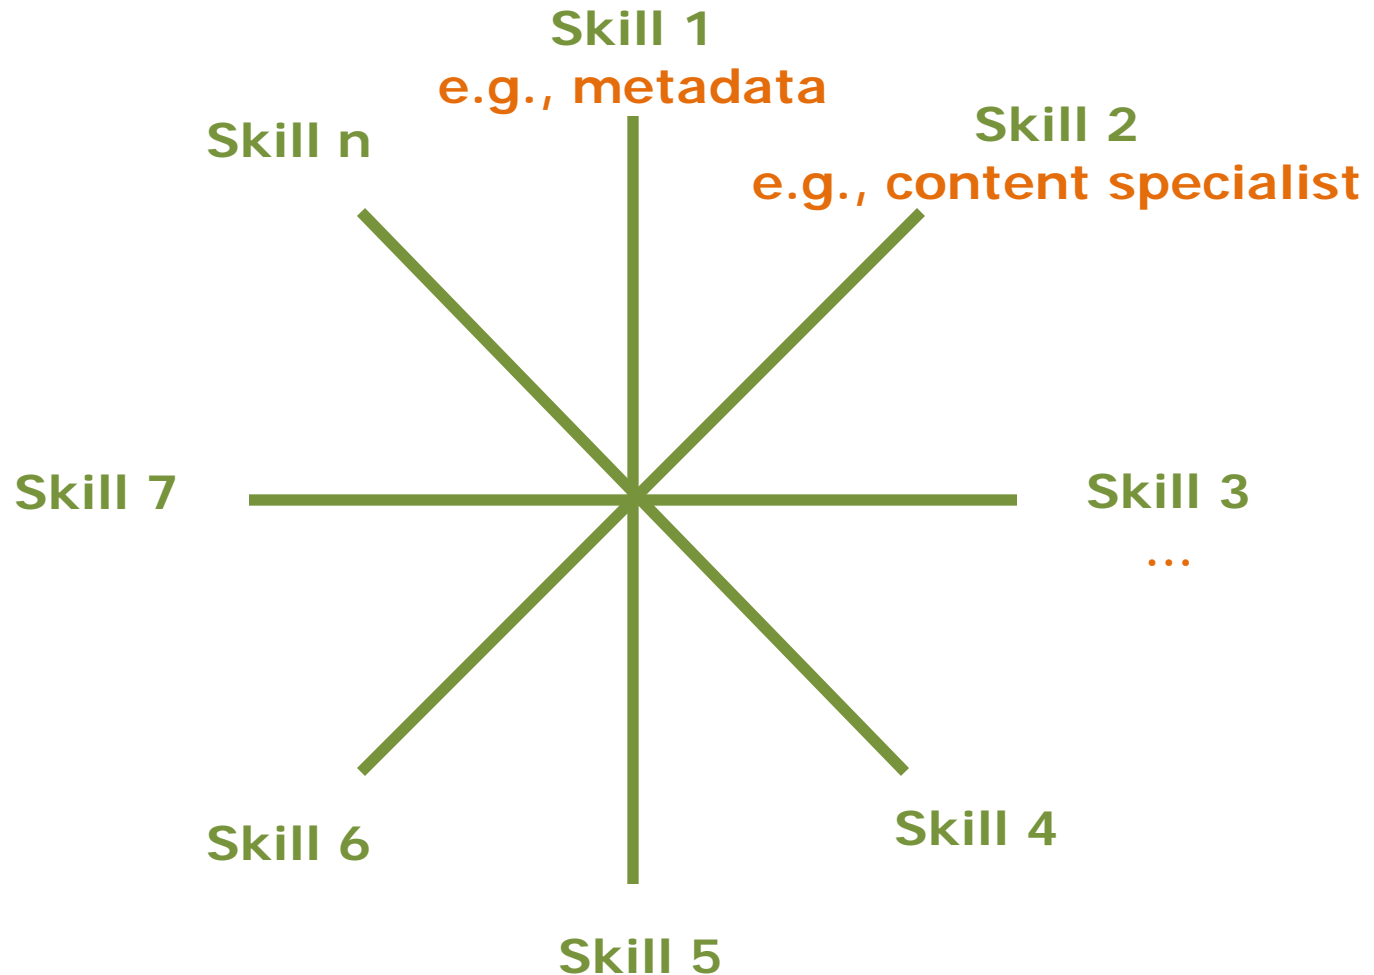 Skill 1
e.g., metadata
Skill 2
e.g., content specialist
Skill n
Skill 7
Skill 3
...
Skill 6
Skill 4
Skill 5